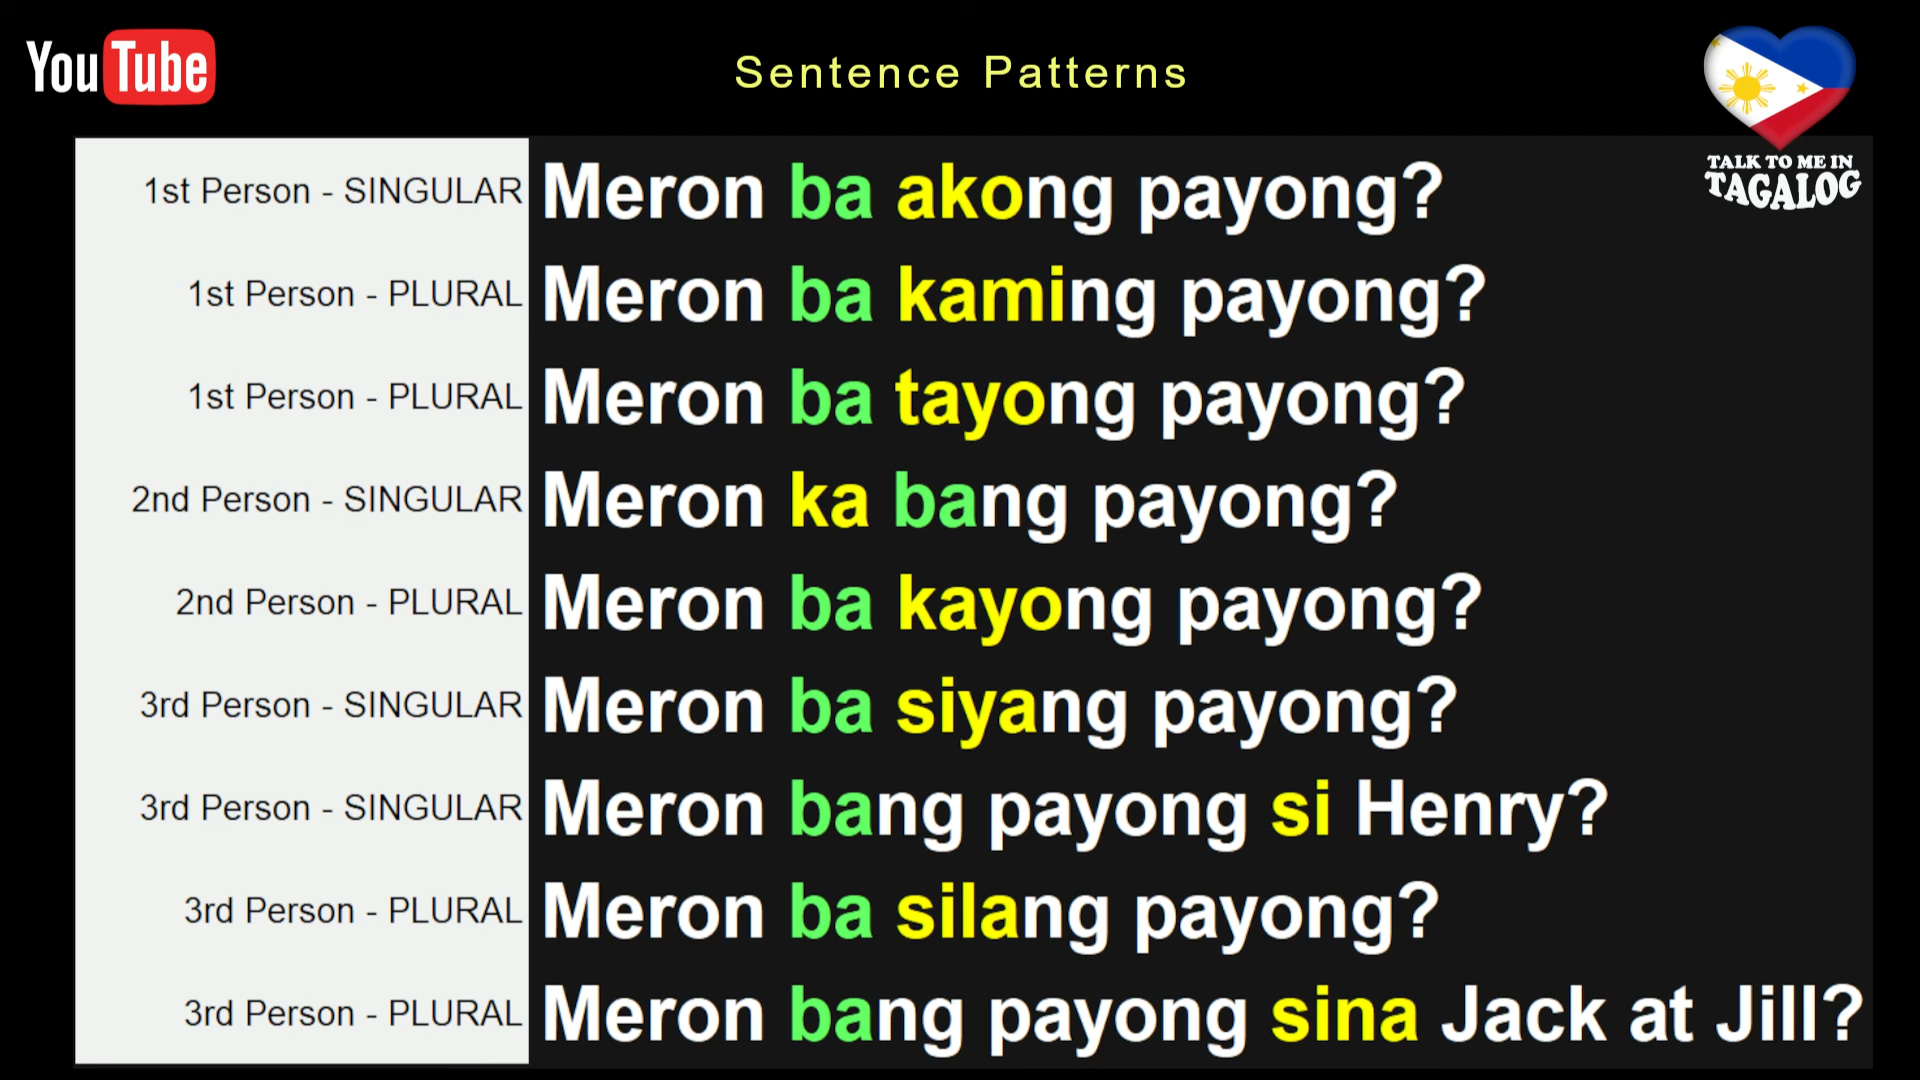 YouTube
Sentence Patterns
TALK TO ME IN
TAGALOG
1st Person - SINGULAR Meron ba akong payong?
1st Person - PLURAL Meron ba kaming payong?
1st Person - PLURAL Meron ba tayong payong?
2nd Person - SINGULAR Meron ka bang payong?
2nd Person - PLURAL Meron ba kayong payong?
3rd Person - SINGULAR Meron ba siyang payong?
3rd Person - SINGULAR Meron bang payong si Henry?
3rd Person - PLURAL Meron ba silang payong?
3rd Person - PLURAL Meron bang payong sina Jack at Jill?